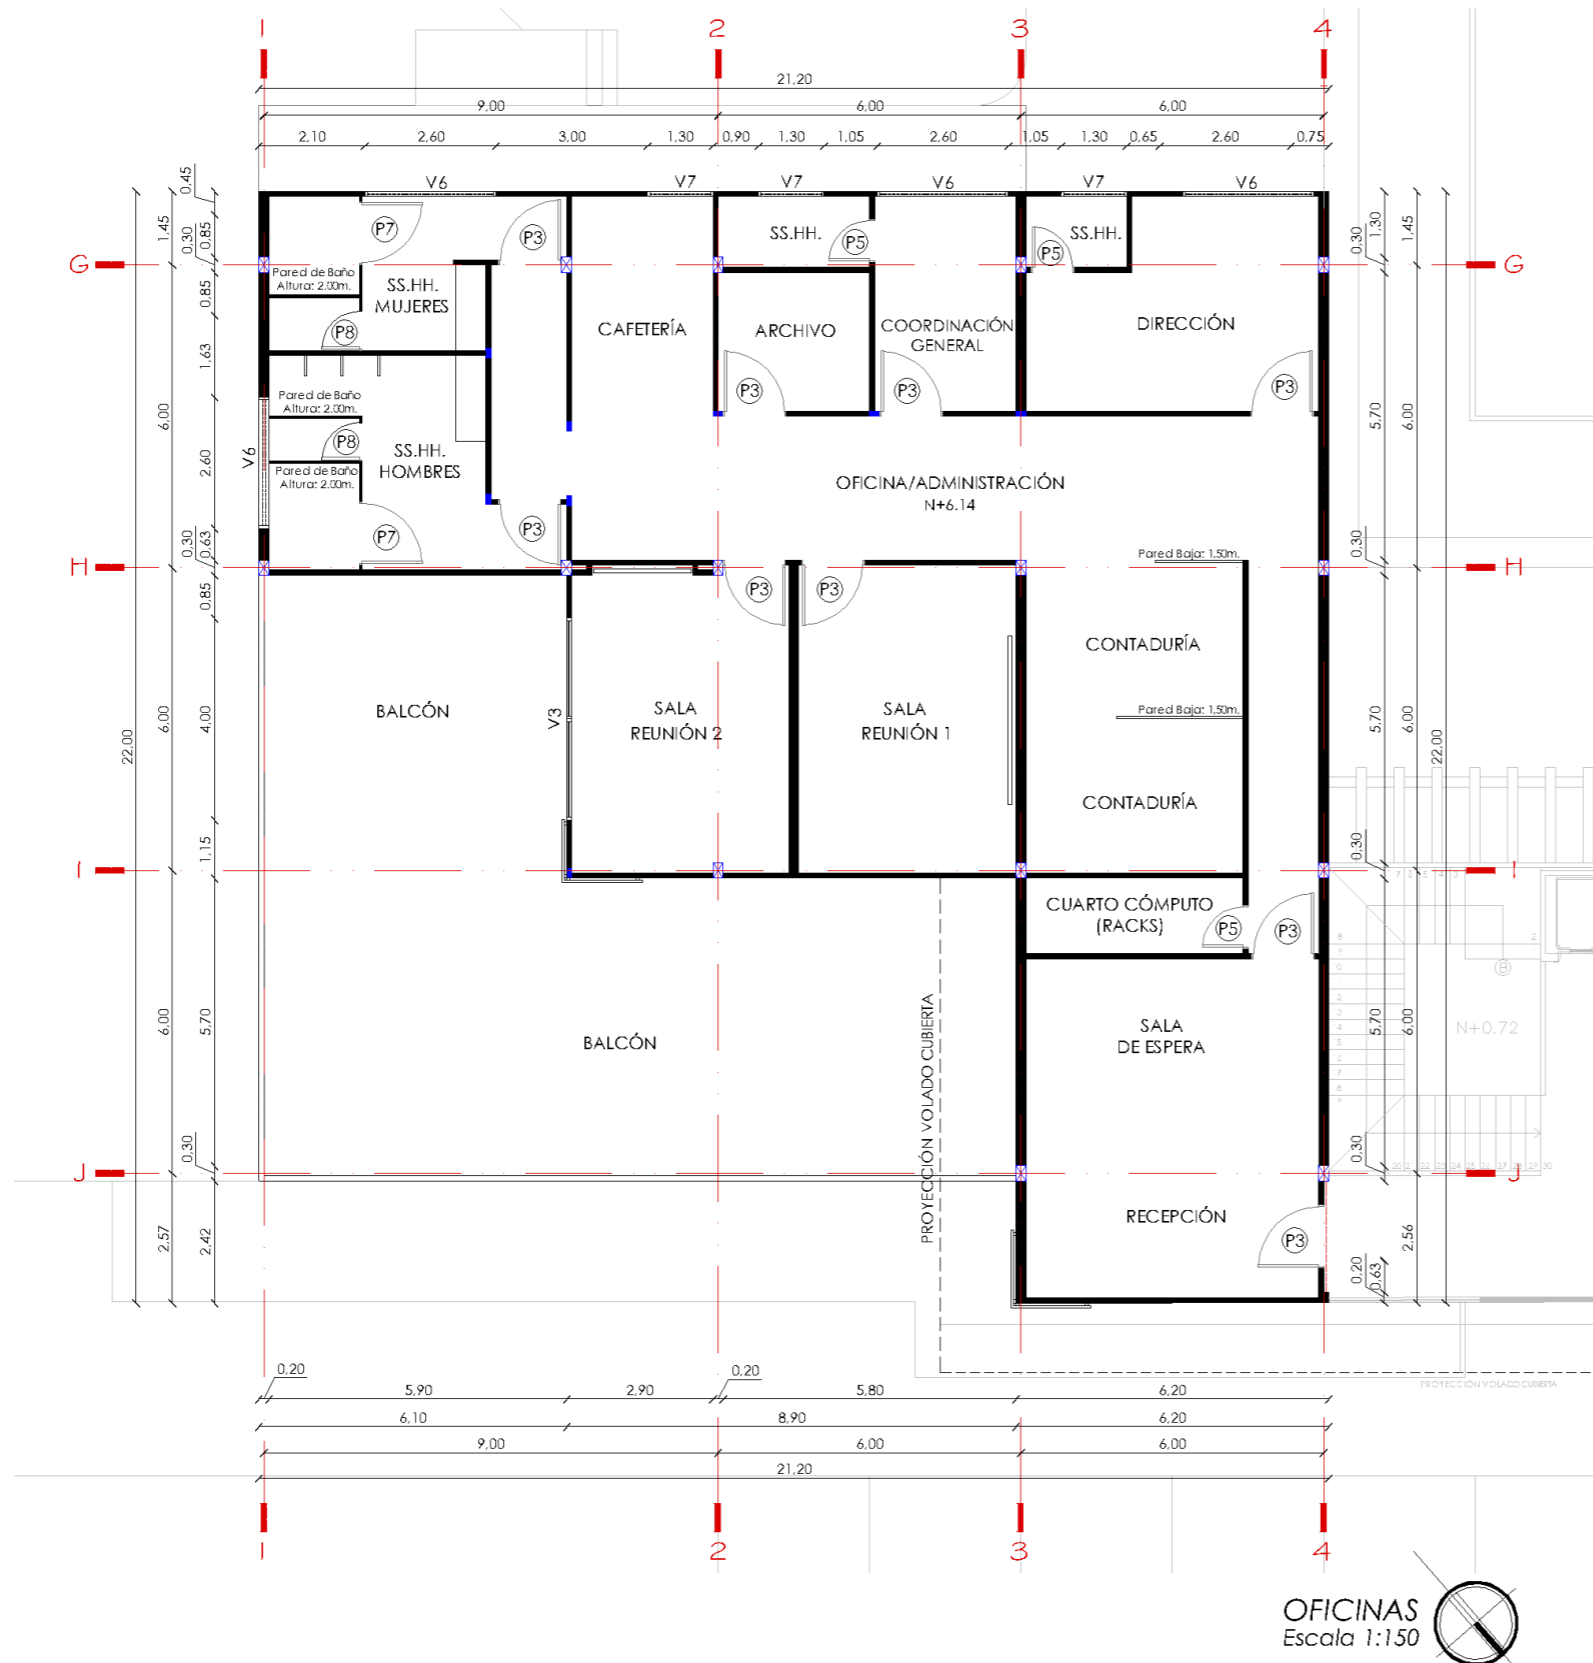 1 2 3 4
21,20
9,00 6,00 6,00
2,10 2,60 3,00 1,30 0,90 1,30 1,05 2,60 1,05 1,30 0,65 2,60 0,75
V6 V7 V7 V6 V7 V6
0,45
1,45
0,30
0,85
0,30
1,30
1,45
P7
P3
SS.HH.
P5
SS.HH.
P5
G
G
Pared de Baño
Altura: 2.00m.
SS.HH.
MUJERES
P8
0,85
1,63
CAFETERÍA
ARCHIVO
COORDINACIÓN
GENERAL
DIRECCIÓN
P3
P3
P3
Pared de Baño
Altura: 2.00m.
P8
SS.HH.
HOMBRES
Pared de Baño
Altura: 2.00m.
P7
P3
6,00
2,60
V6
0,30
0,63
5,70
6,00
0,30
OFICINA/ADMINISTRACIÓN
N+6.14
Pared Baja: 1,50m.
H
H
P3
P3
0,85
CONTADURÍA
BALCÓN
V3
SALA
REUNIÓN 2
SALA
REUNIÓN 1
Pared Baja: 1,50m.
CONTADURÍA
22,00
6,00
4,00
1,15
5,70
6,00
22,00
0,30
I
I
CUARTO CÓMPUTO
(RACKS)
P5
P3
B
N+0.72
SALA
DE ESPERA
BALCÓN
PROYECCIÓN VOLADO CUBIERTA
6,00
5,70
0,30
5,70
6,00
0,30
J
J
RECEPCIÓN
P3
2,57
2,42
2,56
0,20
0,63
PROYECCIÓN VOLADO CUBIERTA
0,20 0,20
5,90 2,90 5,80 6,20
6,10 8,90 6,20
9,00 6,00 6,00
21,20
1 2 3 4
OFICINAS
Escala 1:150